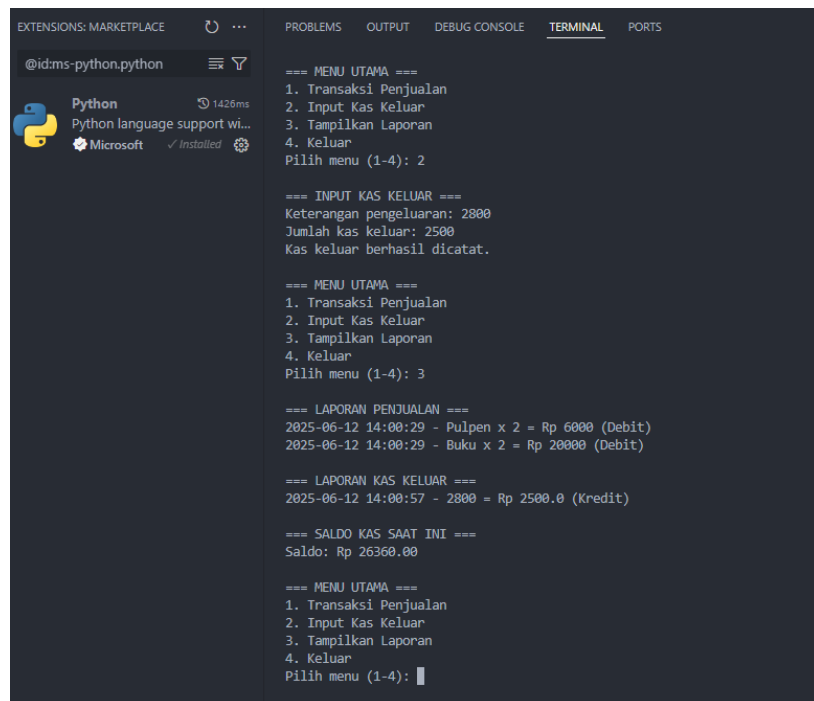 EXTENSIONS: MARKETPLACE
@id:ms-python.python
Python 1426ms
Python language support wi...
Microsoft Installed
PROBLEMS OUTPUT DEBUG CONSOLE TERMINAL PORTS
=== MENU UTAMA ===
1. Transaksi Penjualan
2. Input Kas Keluar
3. Tampilkan Laporan
4. Keluar
Pilih menu (1-4): 2
=== INPUT KAS KELUAR ===
Keterangan pengeluaran: 2800
Jumlah kas keluar: 2500
Kas keluar berhasil dicatat.
=== MENU UTAMA ===
1. Transaksi Penjualan
2. Input Kas Keluar
3. Tampilkan Laporan
4. Keluar
Pilih menu (1-4): 3
=== LAPORAN PENJUALAN ===
2025-06-12 14:00:29 - Pulpen x 2 = Rp 6000 (Debit)
2025-06-12 14:00:29 - Buku x 2 = Rp 20000 (Debit)
=== LAPORAN KAS KELUAR ===
2025-06-12 14:00:57 - 2800 = Rp 2500.0 (Kredit)
=== SALDO KAS SAAT INI ===
Saldo: Rp 26360.00
=== MENU UTAMA ===
1. Transaksi Penjualan
2. Input Kas Keluar
3. Tampilkan Laporan
4. Keluar
Pilih menu (1-4):